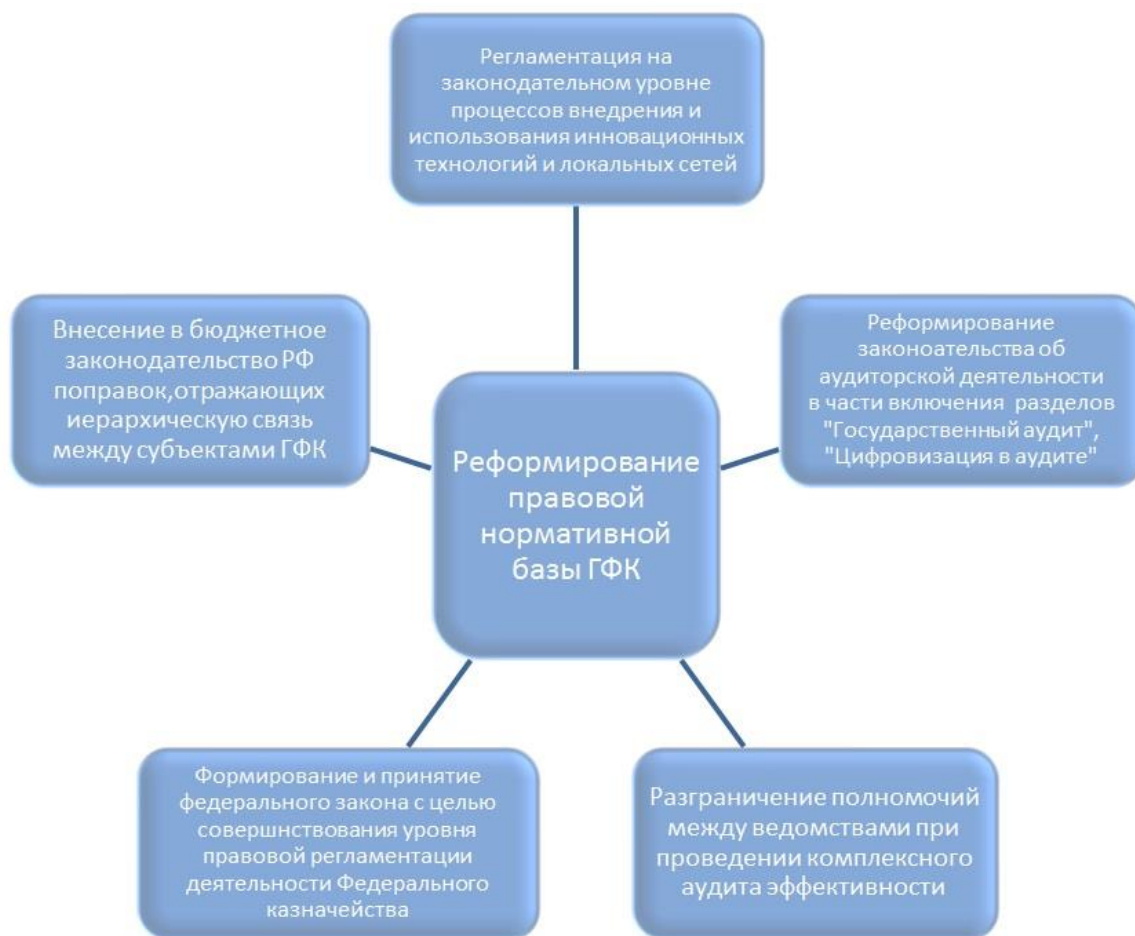 Регламентация на
законодательном уровне
процессов внедрения и
использования инновационных
технологий и локальных сетей
Внесение в бюджетное
законодательство РФ
поправок,отражающих
иерархическую связь
между субъектами ГФК
Реформирование
законоательства об
аудиторской деятельности
в части включения разделов
"Государственный аудит",
"Цифровизация в аудите"
Реформирование
правовой
нормативной
базы ГФК
Формирование и принятие
федерального закона с целью
совершнствования уровня
правовой регламентации
деятельности Федерального
казначейства
Разграничение полномочий
между ведомствами при
проведении комплексного
аудита эффективности